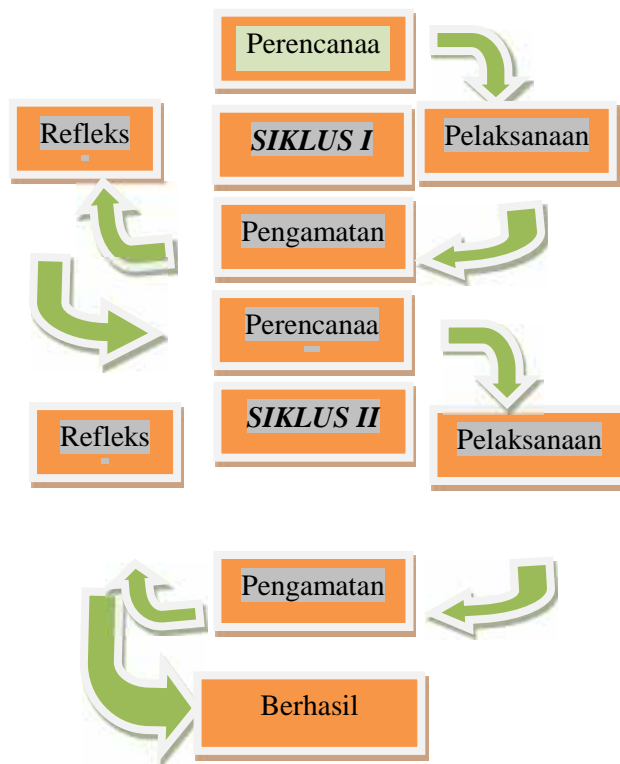 Perencanaa
Refleks
SIKLUS I
Pelaksanaan
Pengamatan
Perencanaa
Refleks
SIKLUS II
Pelaksanaan
Pengamatan
Berhasil